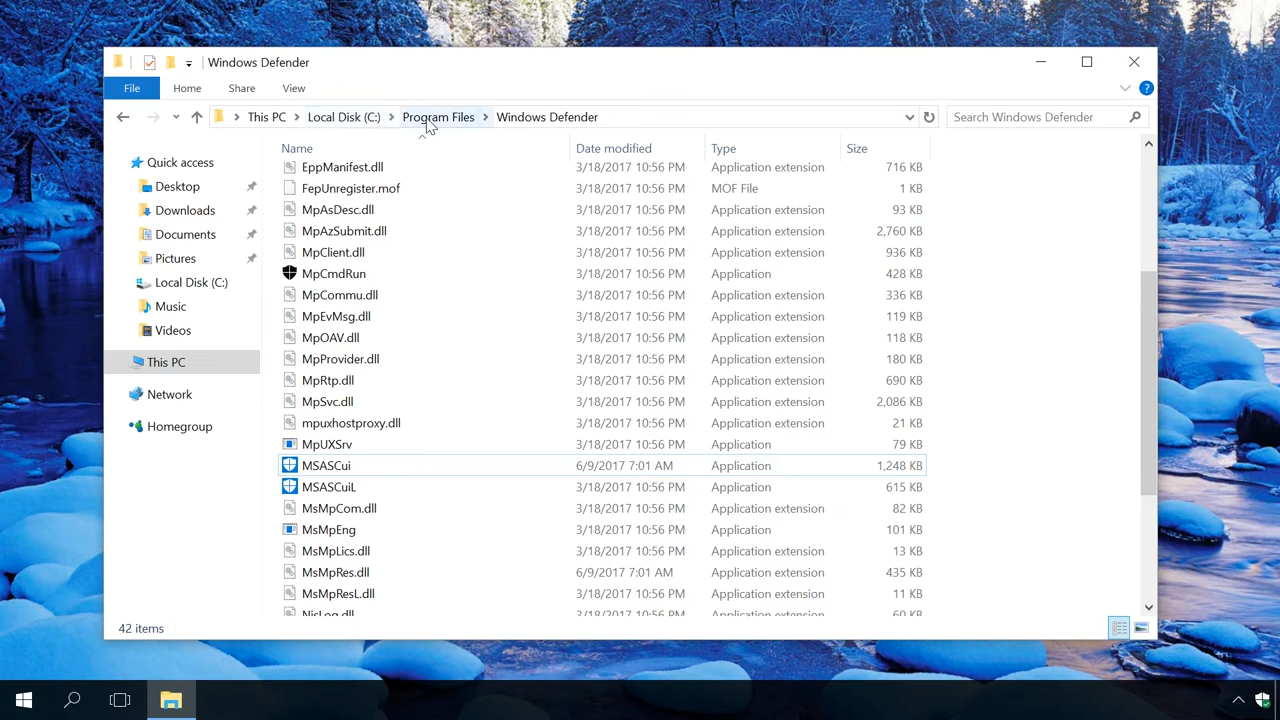 Windows Defender
File Home Share View
This PC Local Disk (C:) Program Files Windows Defender Search Windows Defender
Name Date modified Type Size
Quick access
Desktop
Downloads
Documents
Pictures
Local Disk (C:)
Music
Videos
This PC
Network
Homegroup
EppManifest.dll 3/18/2017 10:56 PM Application extension 716 KB
FepUnregister.mof 3/18/2017 10:56 PM MOF File 1 KB
MpAsDesc.dll 3/18/2017 10:56 PM Application extension 93 KB
MpAzSubmit.dll 3/18/2017 10:56 PM Application extension 2,760 KB
MpClient.dll 3/18/2017 10:56 PM Application extension 936 KB
MpCmdRun 3/18/2017 10:56 PM Application 428 KB
MpCommu.dll 3/18/2017 10:56 PM Application extension 336 KB
MpEvMsg.dll 3/18/2017 10:56 PM Application extension 119 KB
MpOAV.dll 3/18/2017 10:56 PM Application extension 118 KB
MpProvider.dll 3/18/2017 10:56 PM Application extension 180 KB
MpRtp.dll 3/18/2017 10:56 PM Application extension 690 KB
MpSvc.dll 3/18/2017 10:56 PM Application extension 2,086 KB
mpuxhostproxy.dll 3/18/2017 10:56 PM Application extension 21 KB
MpUXSrv 3/18/2017 10:56 PM Application 79 KB
MSASCui 6/9/2017 7:01 AM Application 1,248 KB
MSASCuiL 3/18/2017 10:56 PM Application 615 KB
MsMpCom.dll 3/18/2017 10:56 PM Application extension 82 KB
MsMpEng 3/18/2017 10:56 PM Application 101 KB
MsMpLics.dll 3/18/2017 10:56 PM Application extension 13 KB
MsMpRes.dll 6/9/2017 7:01 AM Application extension 435 KB
MsMpResL.dll 3/18/2017 10:56 PM Application extension 11 KB
NisLog.dll 3/18/2017 10:56 PM Application extension 60 KB
42 items